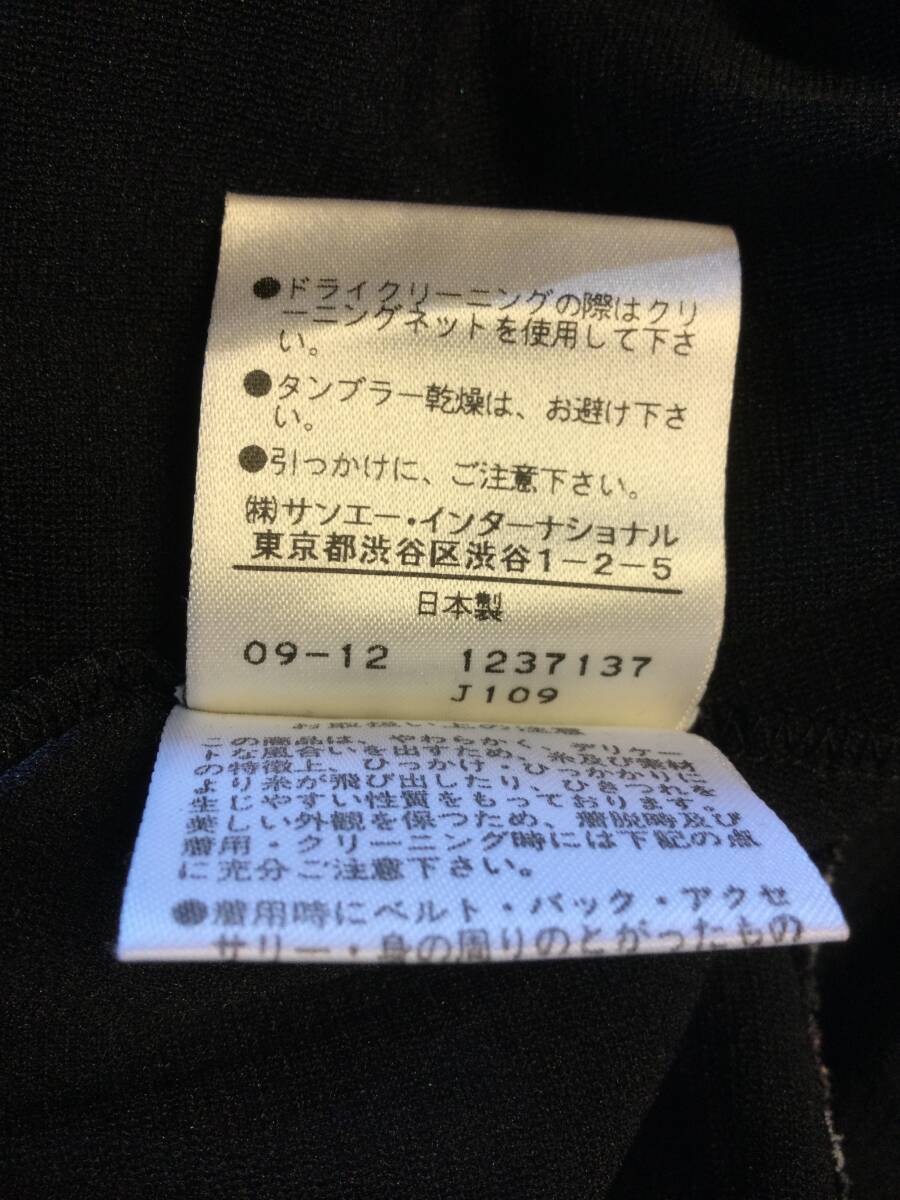 ●ドライクリーニングの際はクリ
ーニングネットを使用して下さ
い。
●タンブラー乾燥は、お避け下さ
い。
●引っかけに、ご注意下さい。
㈱サンエー・インターナショナル
東京都渋谷区渋谷1-2-5
日本製
09-12 1237137
J109
お取扱い上の注意
この商品は、やわらかく、デリケー
トな風合いを出すため、糸及び素材
の特徴上、ひっかけ・ひっかかりに
より糸が飛び出したり、ひきつれを
生じやすい性質をもっております。
美しい外観を保つため、着脱時及び
着用・クリーニング時には下記の点
に充分ご注意下さい。
●着用時にベルト・バック・アクセ
サリー・身の周りのとがったもの